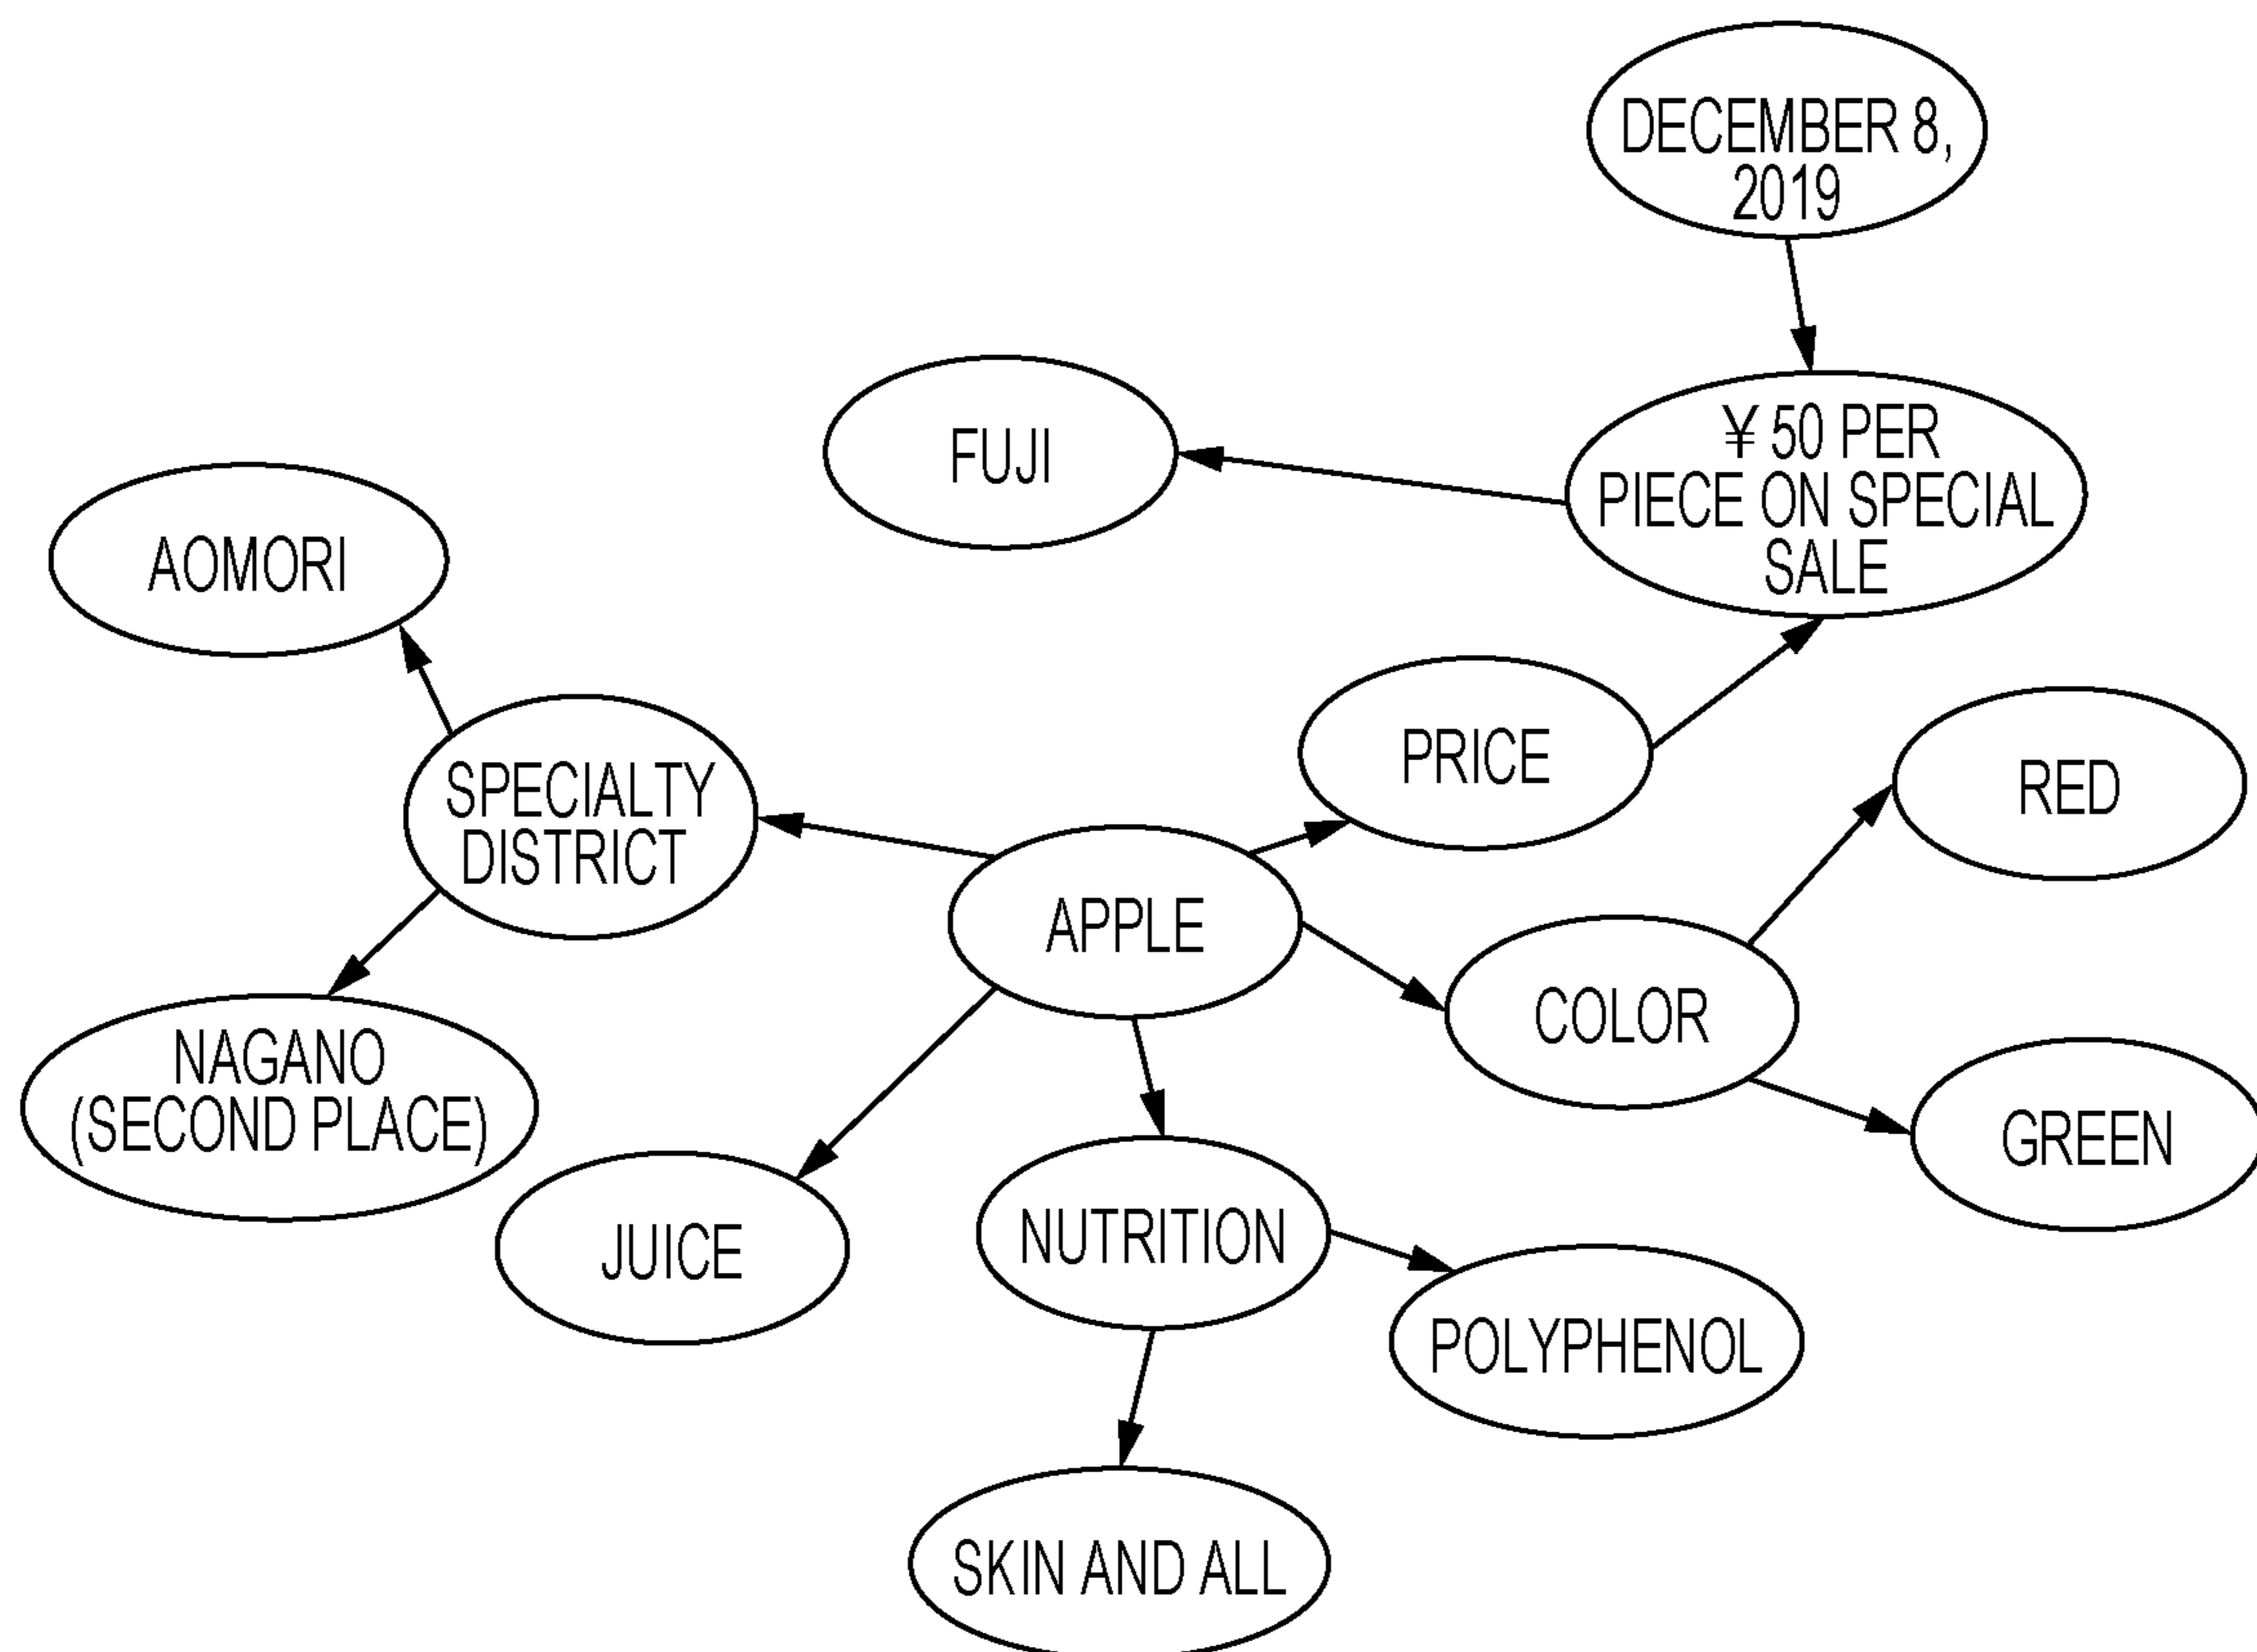 DECEMBER 8,
2019
¥ 50 PER
PIECE ON SPECIAL
SALE
FUJI
AOMORI
PRICE
RED
SPECIALTY
DISTRICT
APPLE
COLOR
NAGANO
(SECOND PLACE)
GREEN
JUICE
NUTRITION
POLYPHENOL
SKIN AND ALL